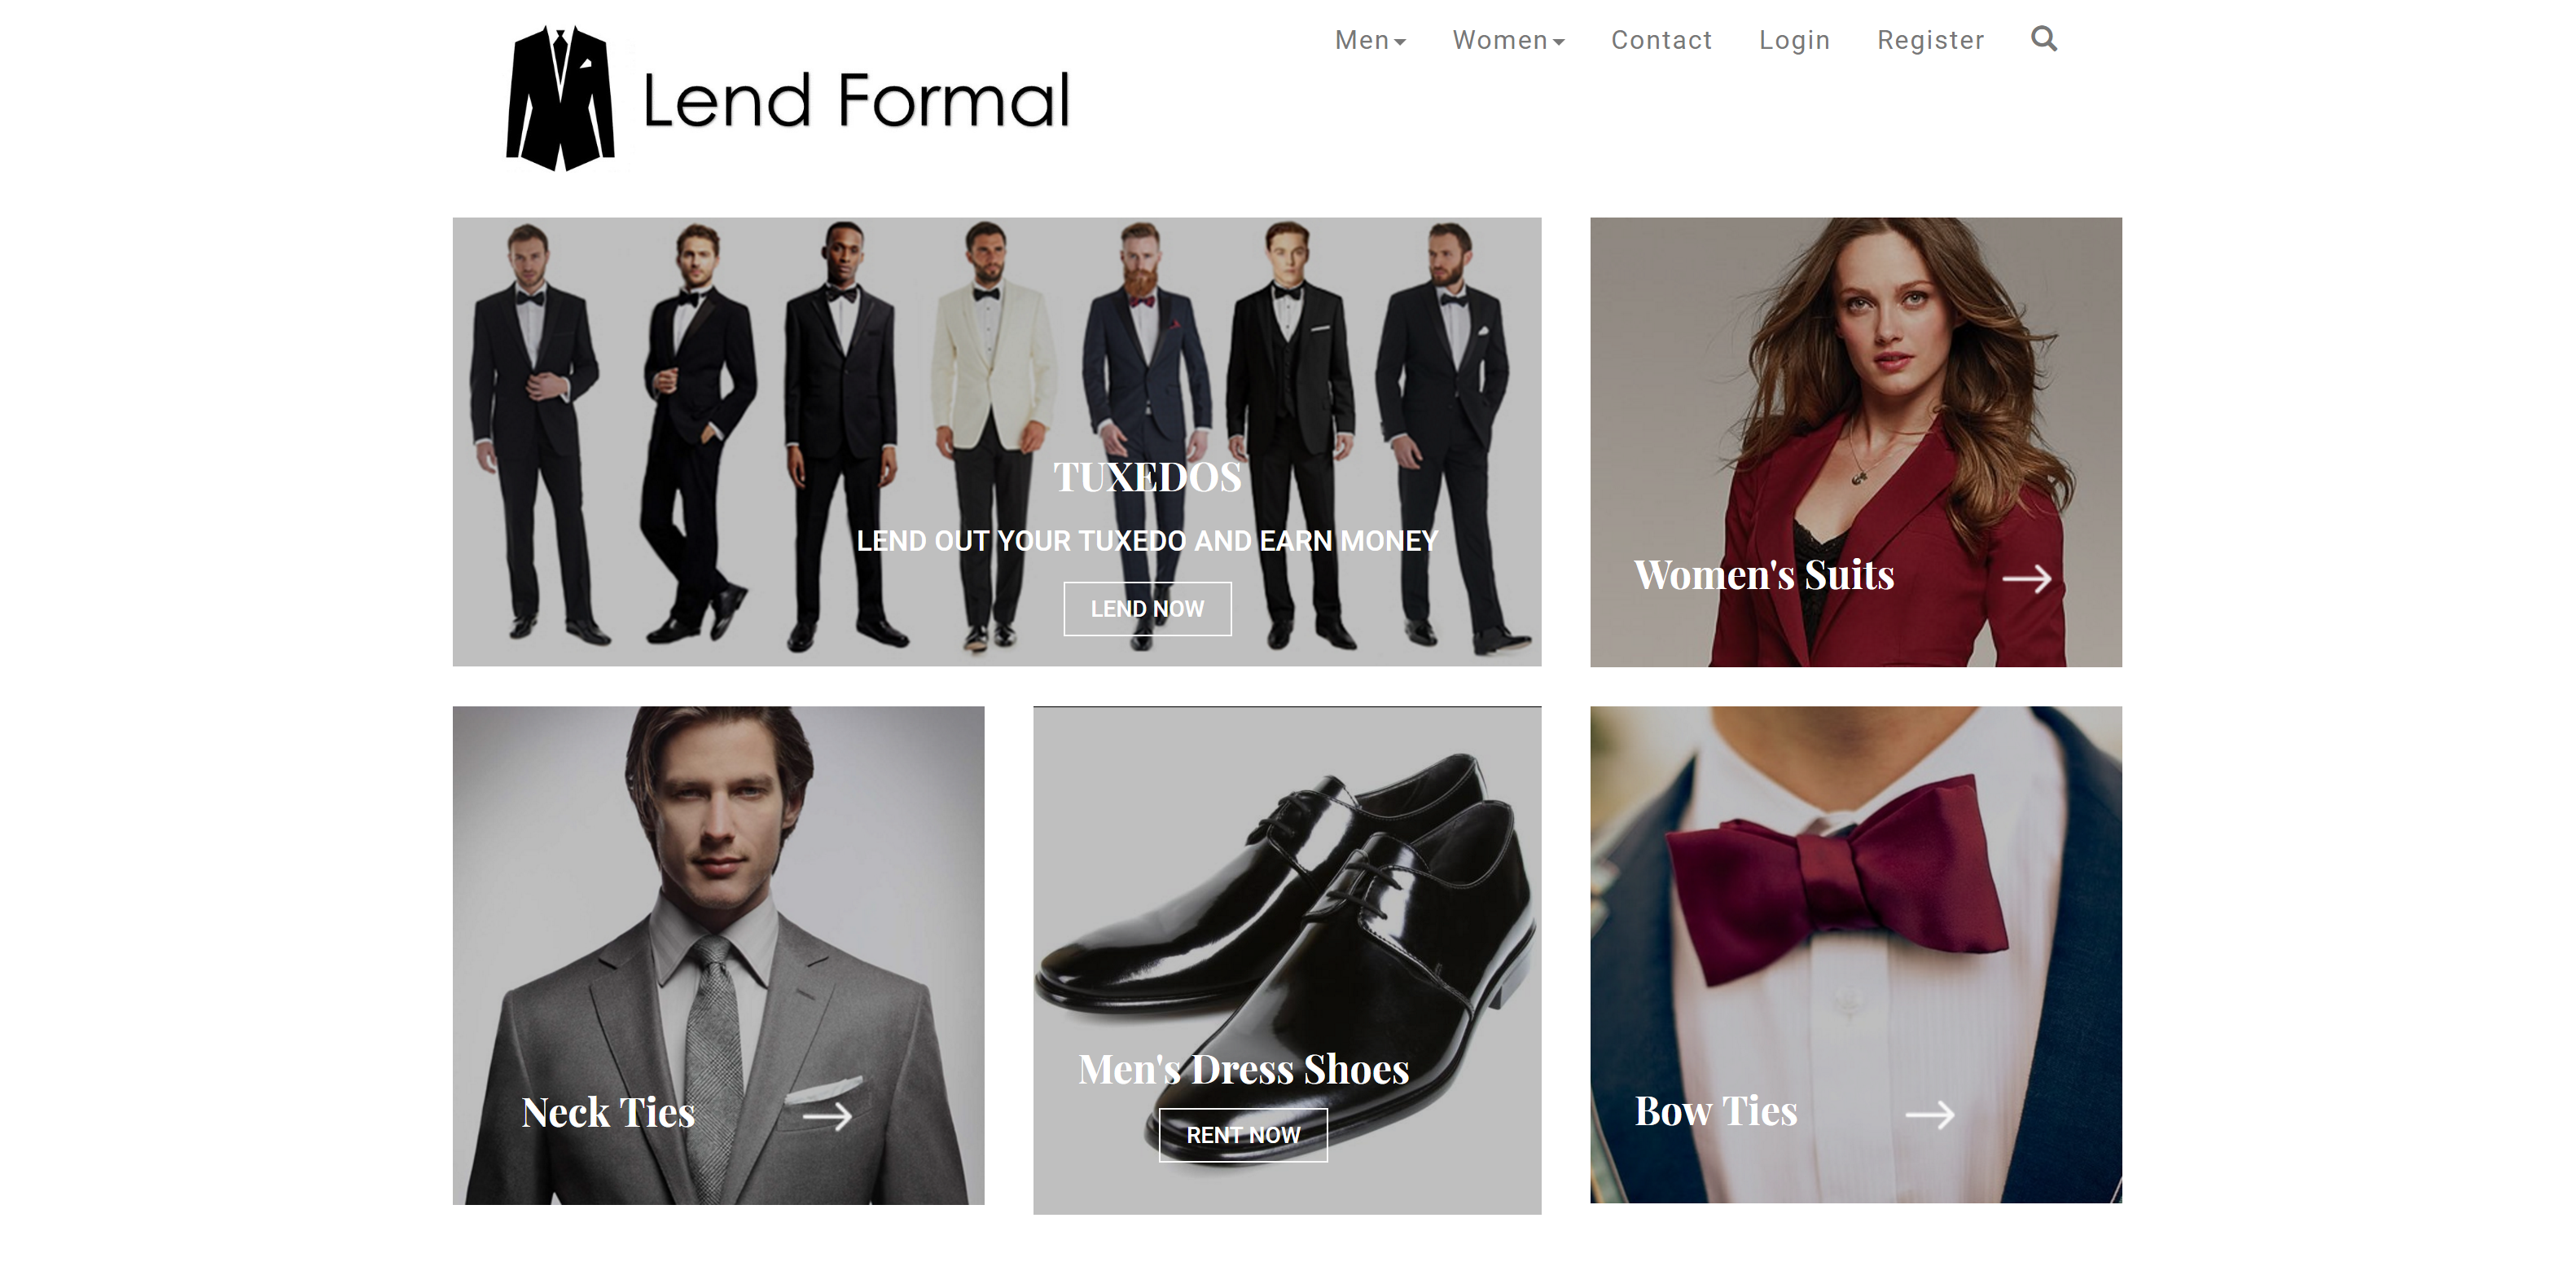 Men
Women
Contact
Login
Register
Lend Formal
TUXEDOS
LEND OUT YOUR TUXEDO AND EARN MONEY
LEND NOW
Women's Suits
Neck Ties
Men's Dress Shoes
RENT NOW
Bow Ties